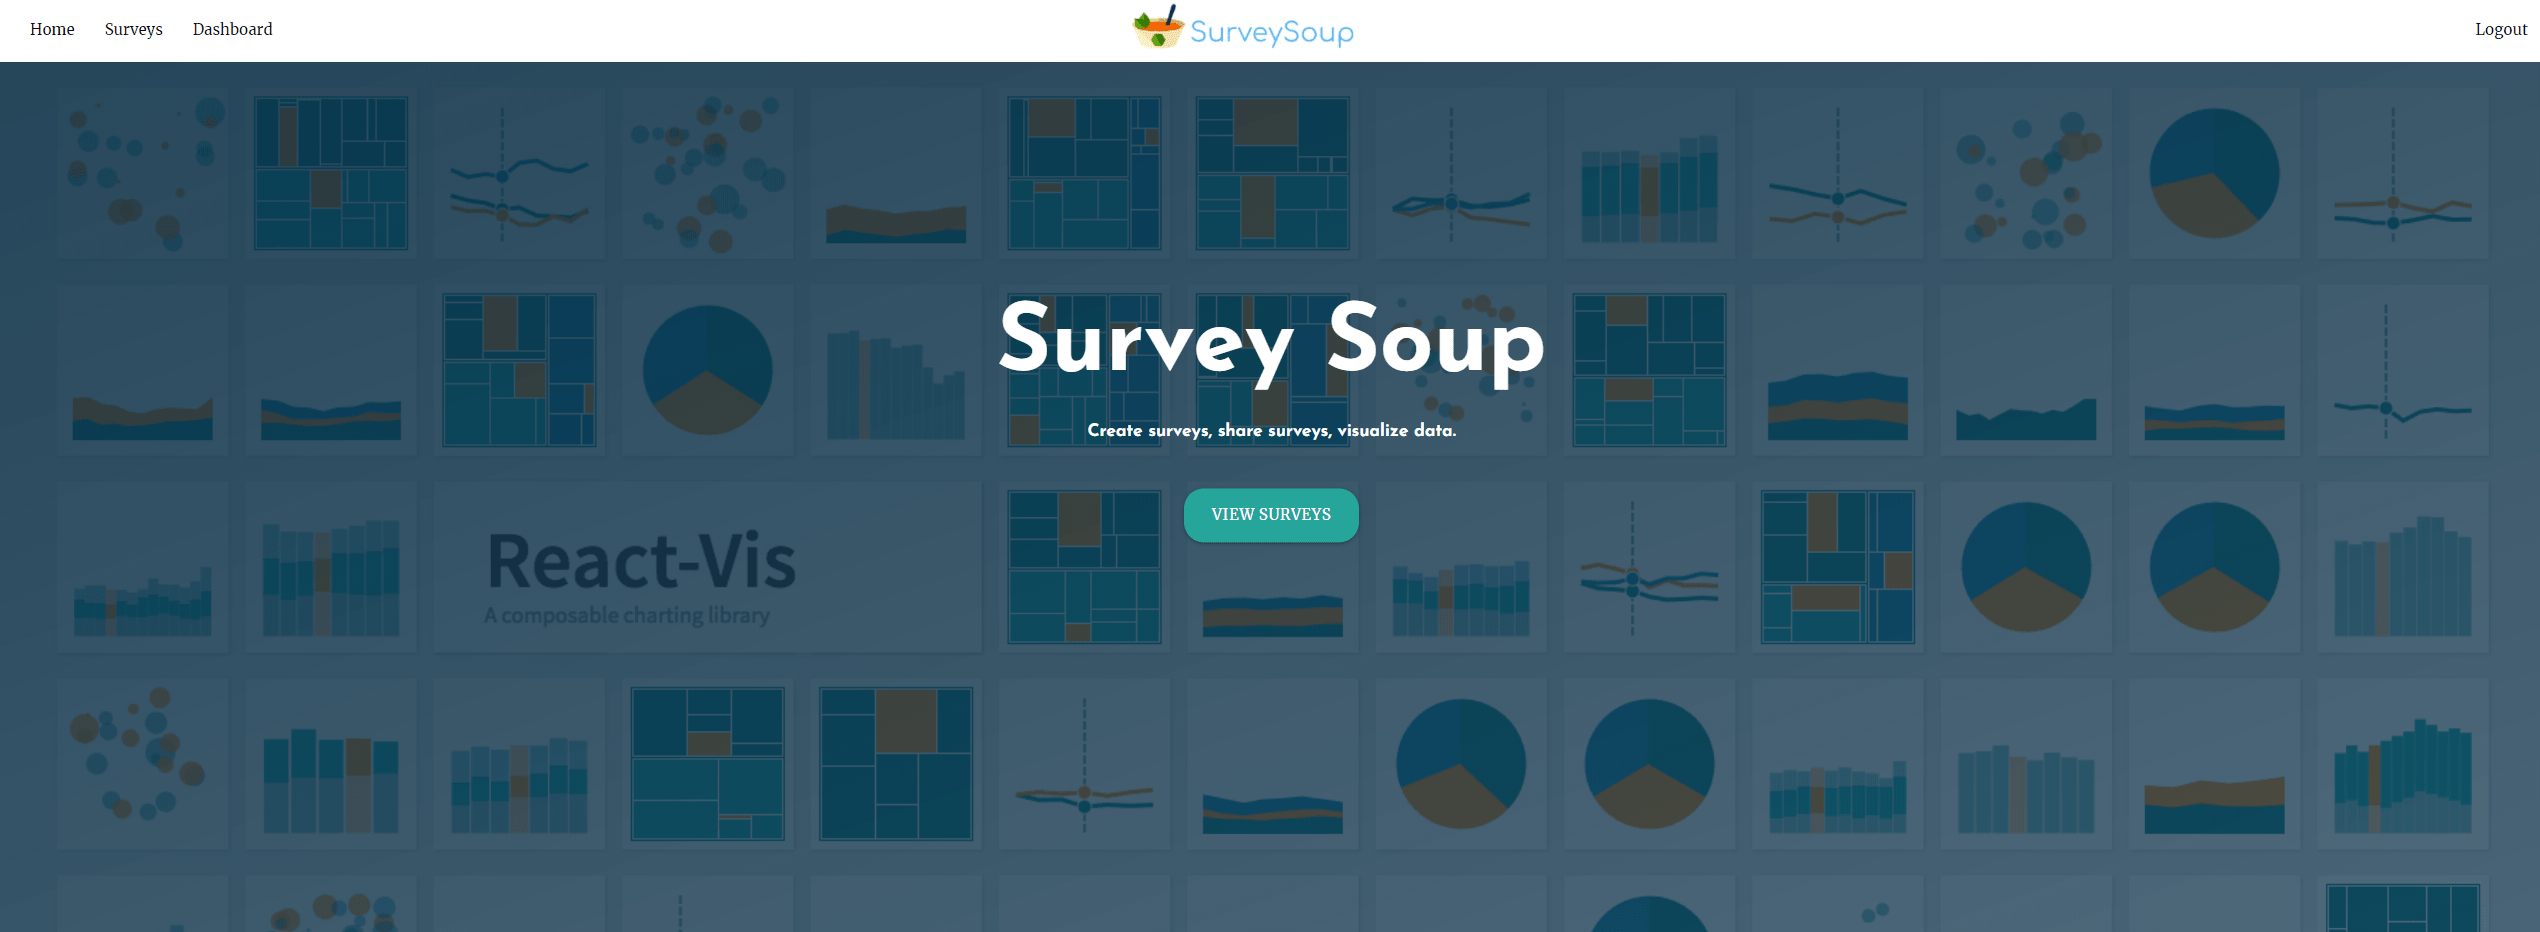 Home
Surveys
Dashboard
SurveySoup
Logout
Survey Soup
Create surveys, share surveys, visualize data.
VIEW SURVEYS
React-Vis
A composable charting library